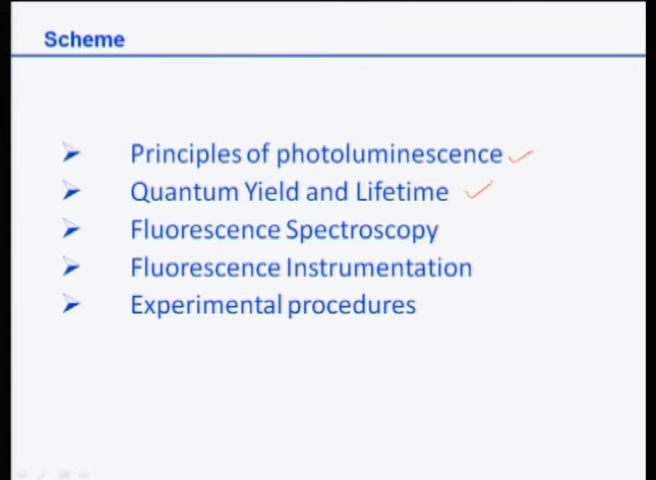 Scheme
Principles of photoluminescence
Quantum Yield and Lifetime
Fluorescence Spectroscopy
Fluorescence Instrumentation
Experimental procedures